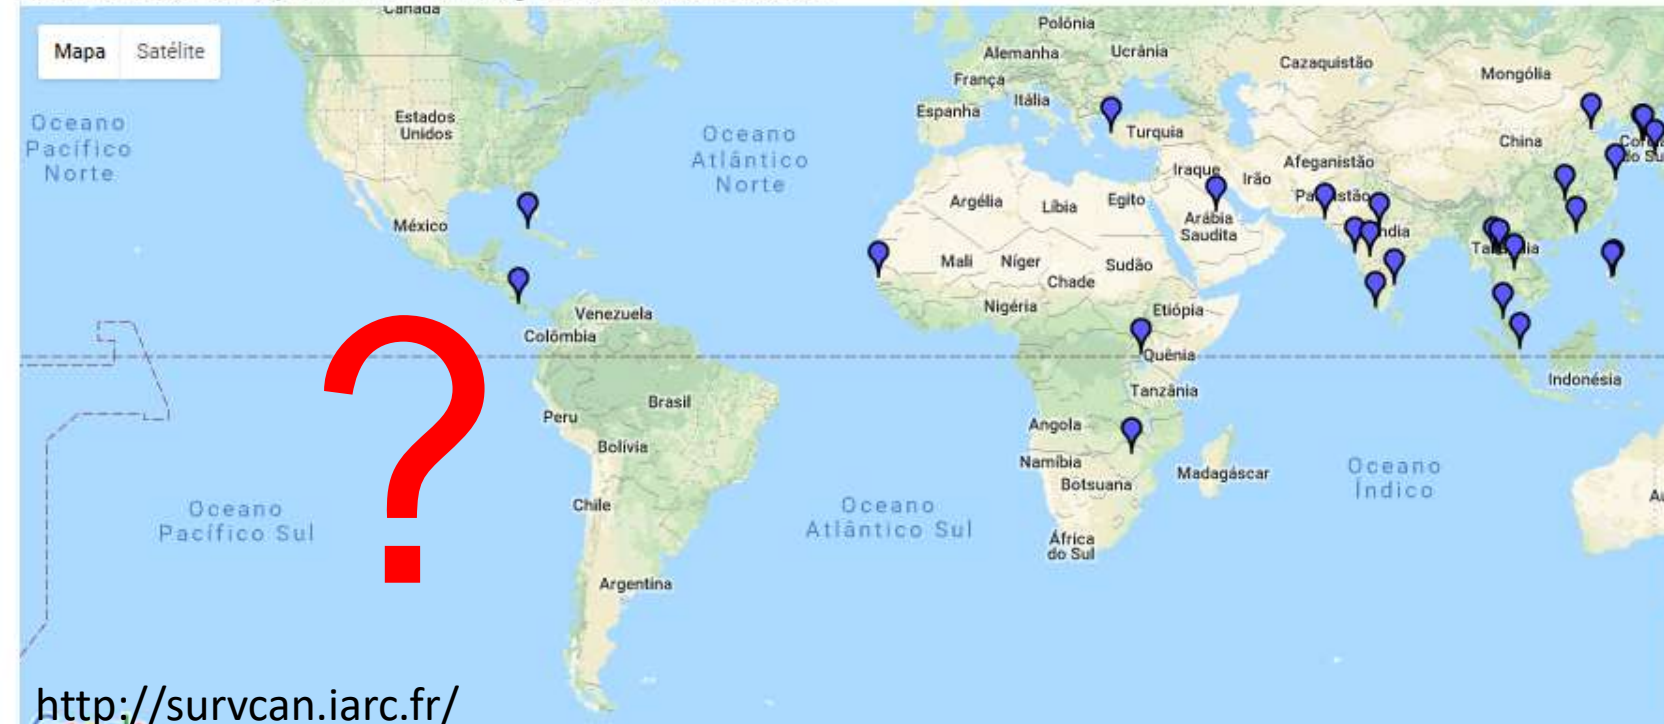 Canadá
Mapa
Satélite
Polónia
Alemanha
Ucrânia
Cazaquistão
Mongólia
França
Itália
Espanha
Turquia
China
Estados
Unidos
Oceano
Pacífico
Norte
Oceano
Atlântico
Norte
Iraque
Irão
Afeganistão
México
Argélia
Líbia
Egito
Arábia
Saudita
Mali
Níger
Chade
Sudão
Nigéria
Etiópia
Venezuela
Colômbia
?
Quênia
Tanzânia
Indonésia
Peru
Brasil
Bolívia
Angola
Namíbia
Botsuana
Madagáscar
Oceano
Índico
Chile
Oceano
Pacífico Sul
Oceano
Atlântico Sul
África
do Sul
Argentina
http://survcan.iarc.fr/